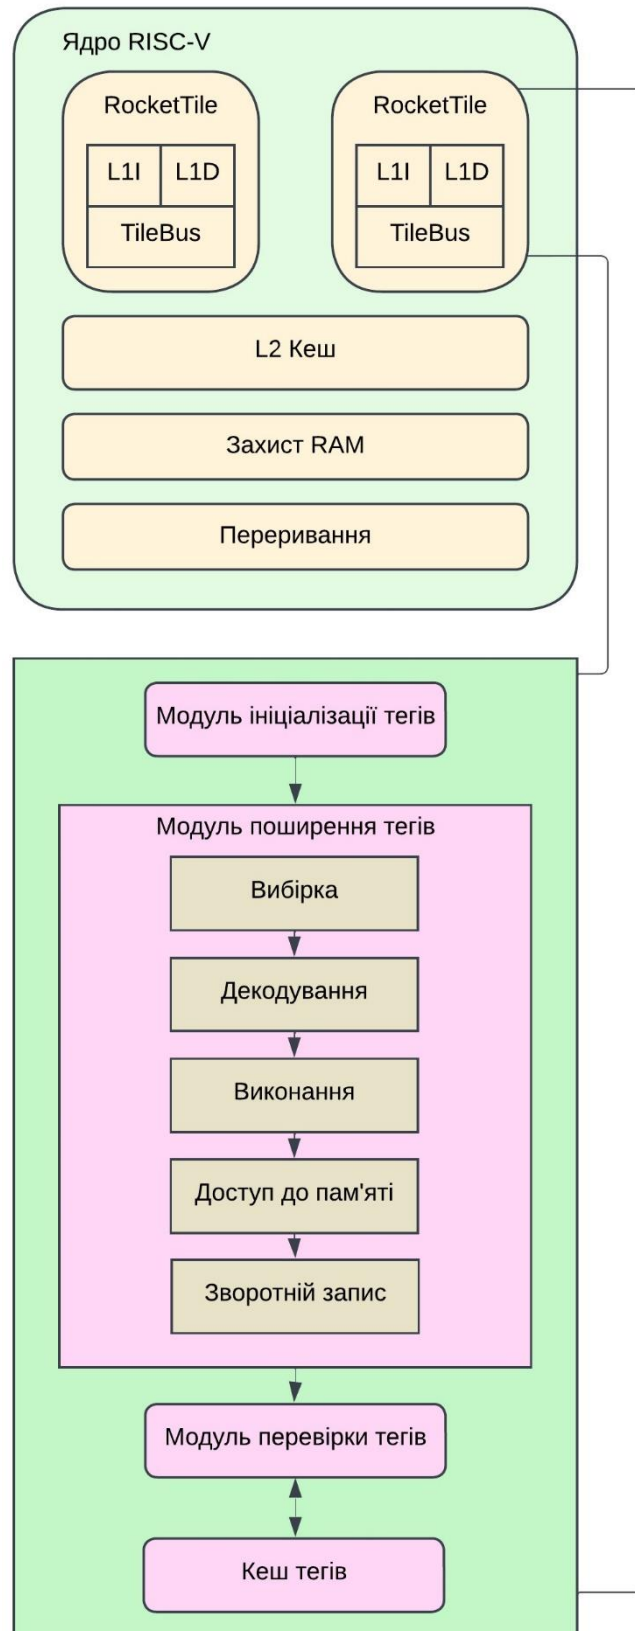 Ядро RISC-V
RocketTile
RocketTile
L1I
L1D
L1I
L1D
TileBus
TileBus
L2 Кеш
Захист RAM
Переривання
Модуль ініціалізації тегів
Модуль поширення тегів
Вибірка
Декодування
Виконання
Доступ до пам'яті
Зворотній запис
Модуль перевірки тегів
Кеш тегів